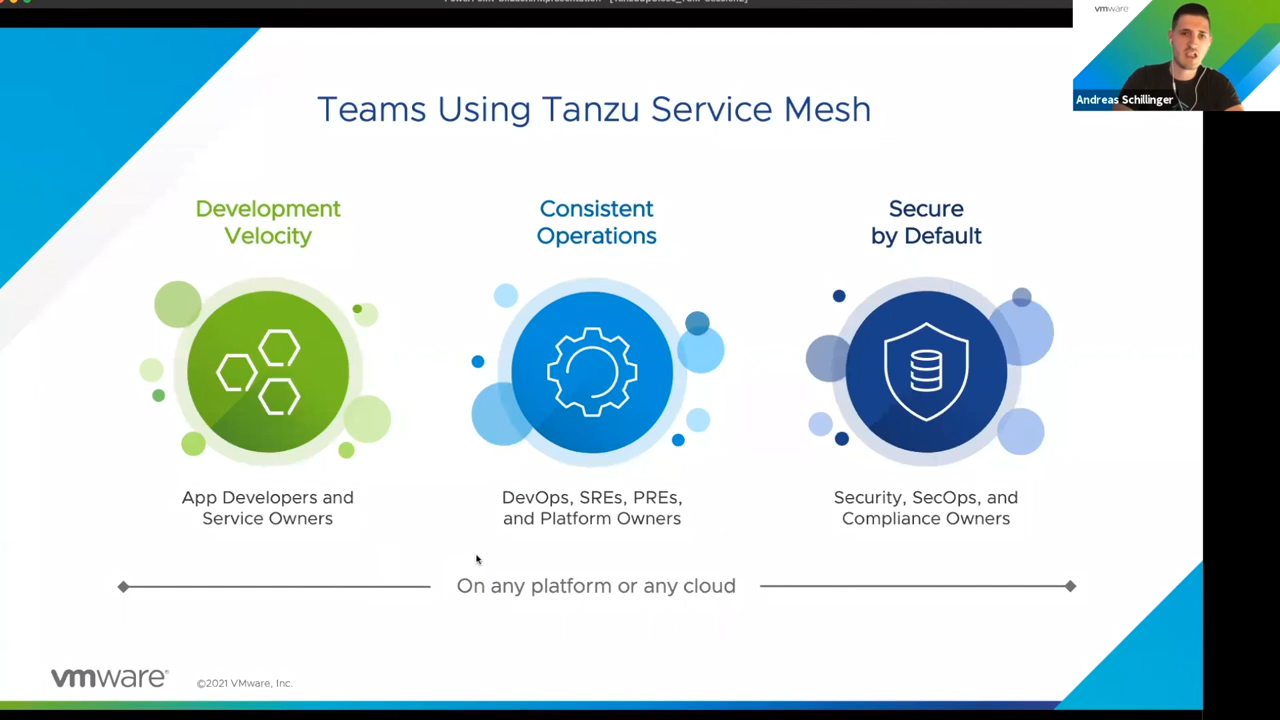 vmware
Andreas Schillinger
Teams Using Tanzu Service Mesh
Development
Velocity
Consistent
Operations
Secure
by Default
App Developers and
Service Owners
DevOps, SREs, PREs,
and Platform Owners
Security, SecOps, and
Compliance Owners
On any platform or any cloud
vmware®
©2021 VMware, Inc.